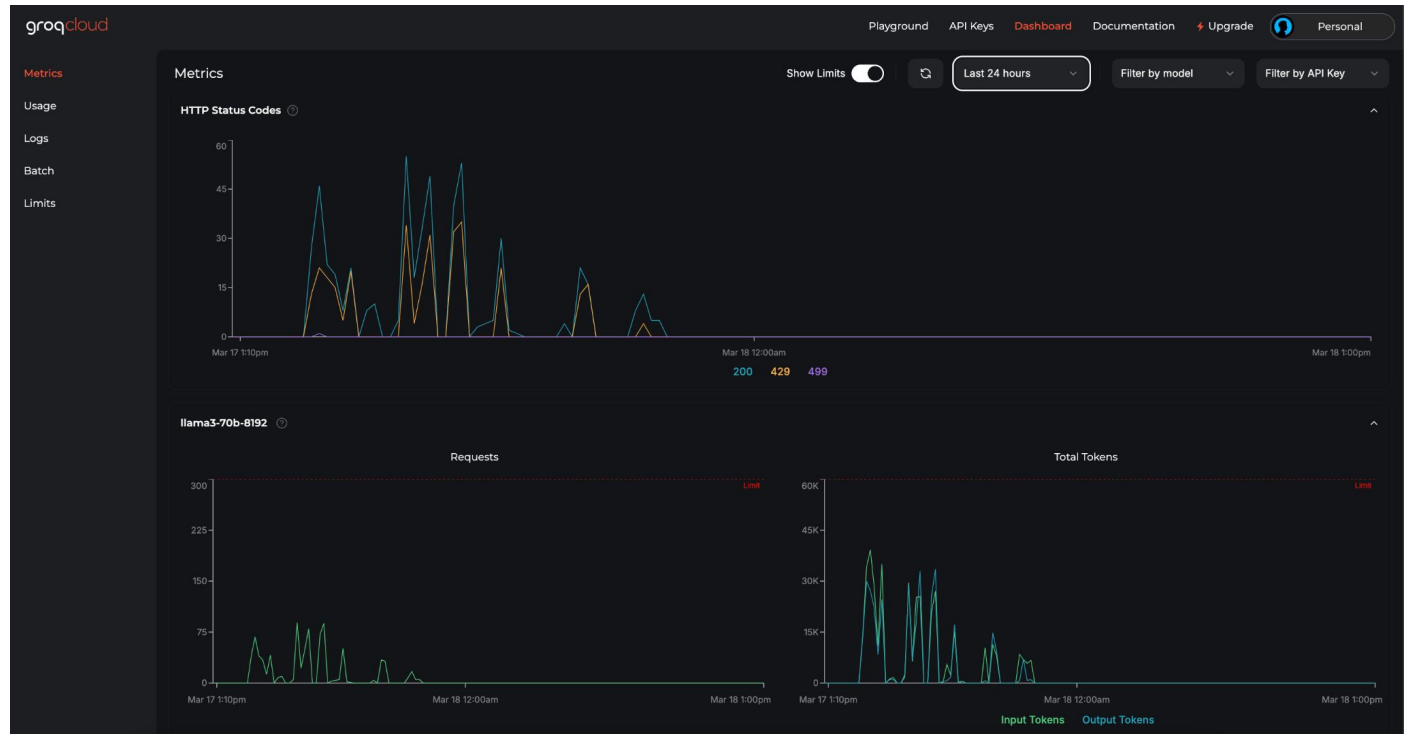 groqcloud
Playground API Keys Dashboard Documentation Upgrade Personal
Metrics
Usage
Logs
Batch
Limits
Metrics
Show Limits Last 24 hours Filter by model Filter by API Key
HTTP Status Codes
60
45
30
15
0
Mar 17 1:10pm Mar 18 12:00am Mar 18 1:00pm
200 429 499
llama3-70b-8192
Requests
300
Limit
225
150
75
0
Mar 17 1:10pm Mar 18 12:00am Mar 18 1:00pm
Total Tokens
60K
Limit
45K
30K
15K
0
Mar 17 1:10pm Mar 18 12:00am Mar 18 1:00pm
Input Tokens Output Tokens